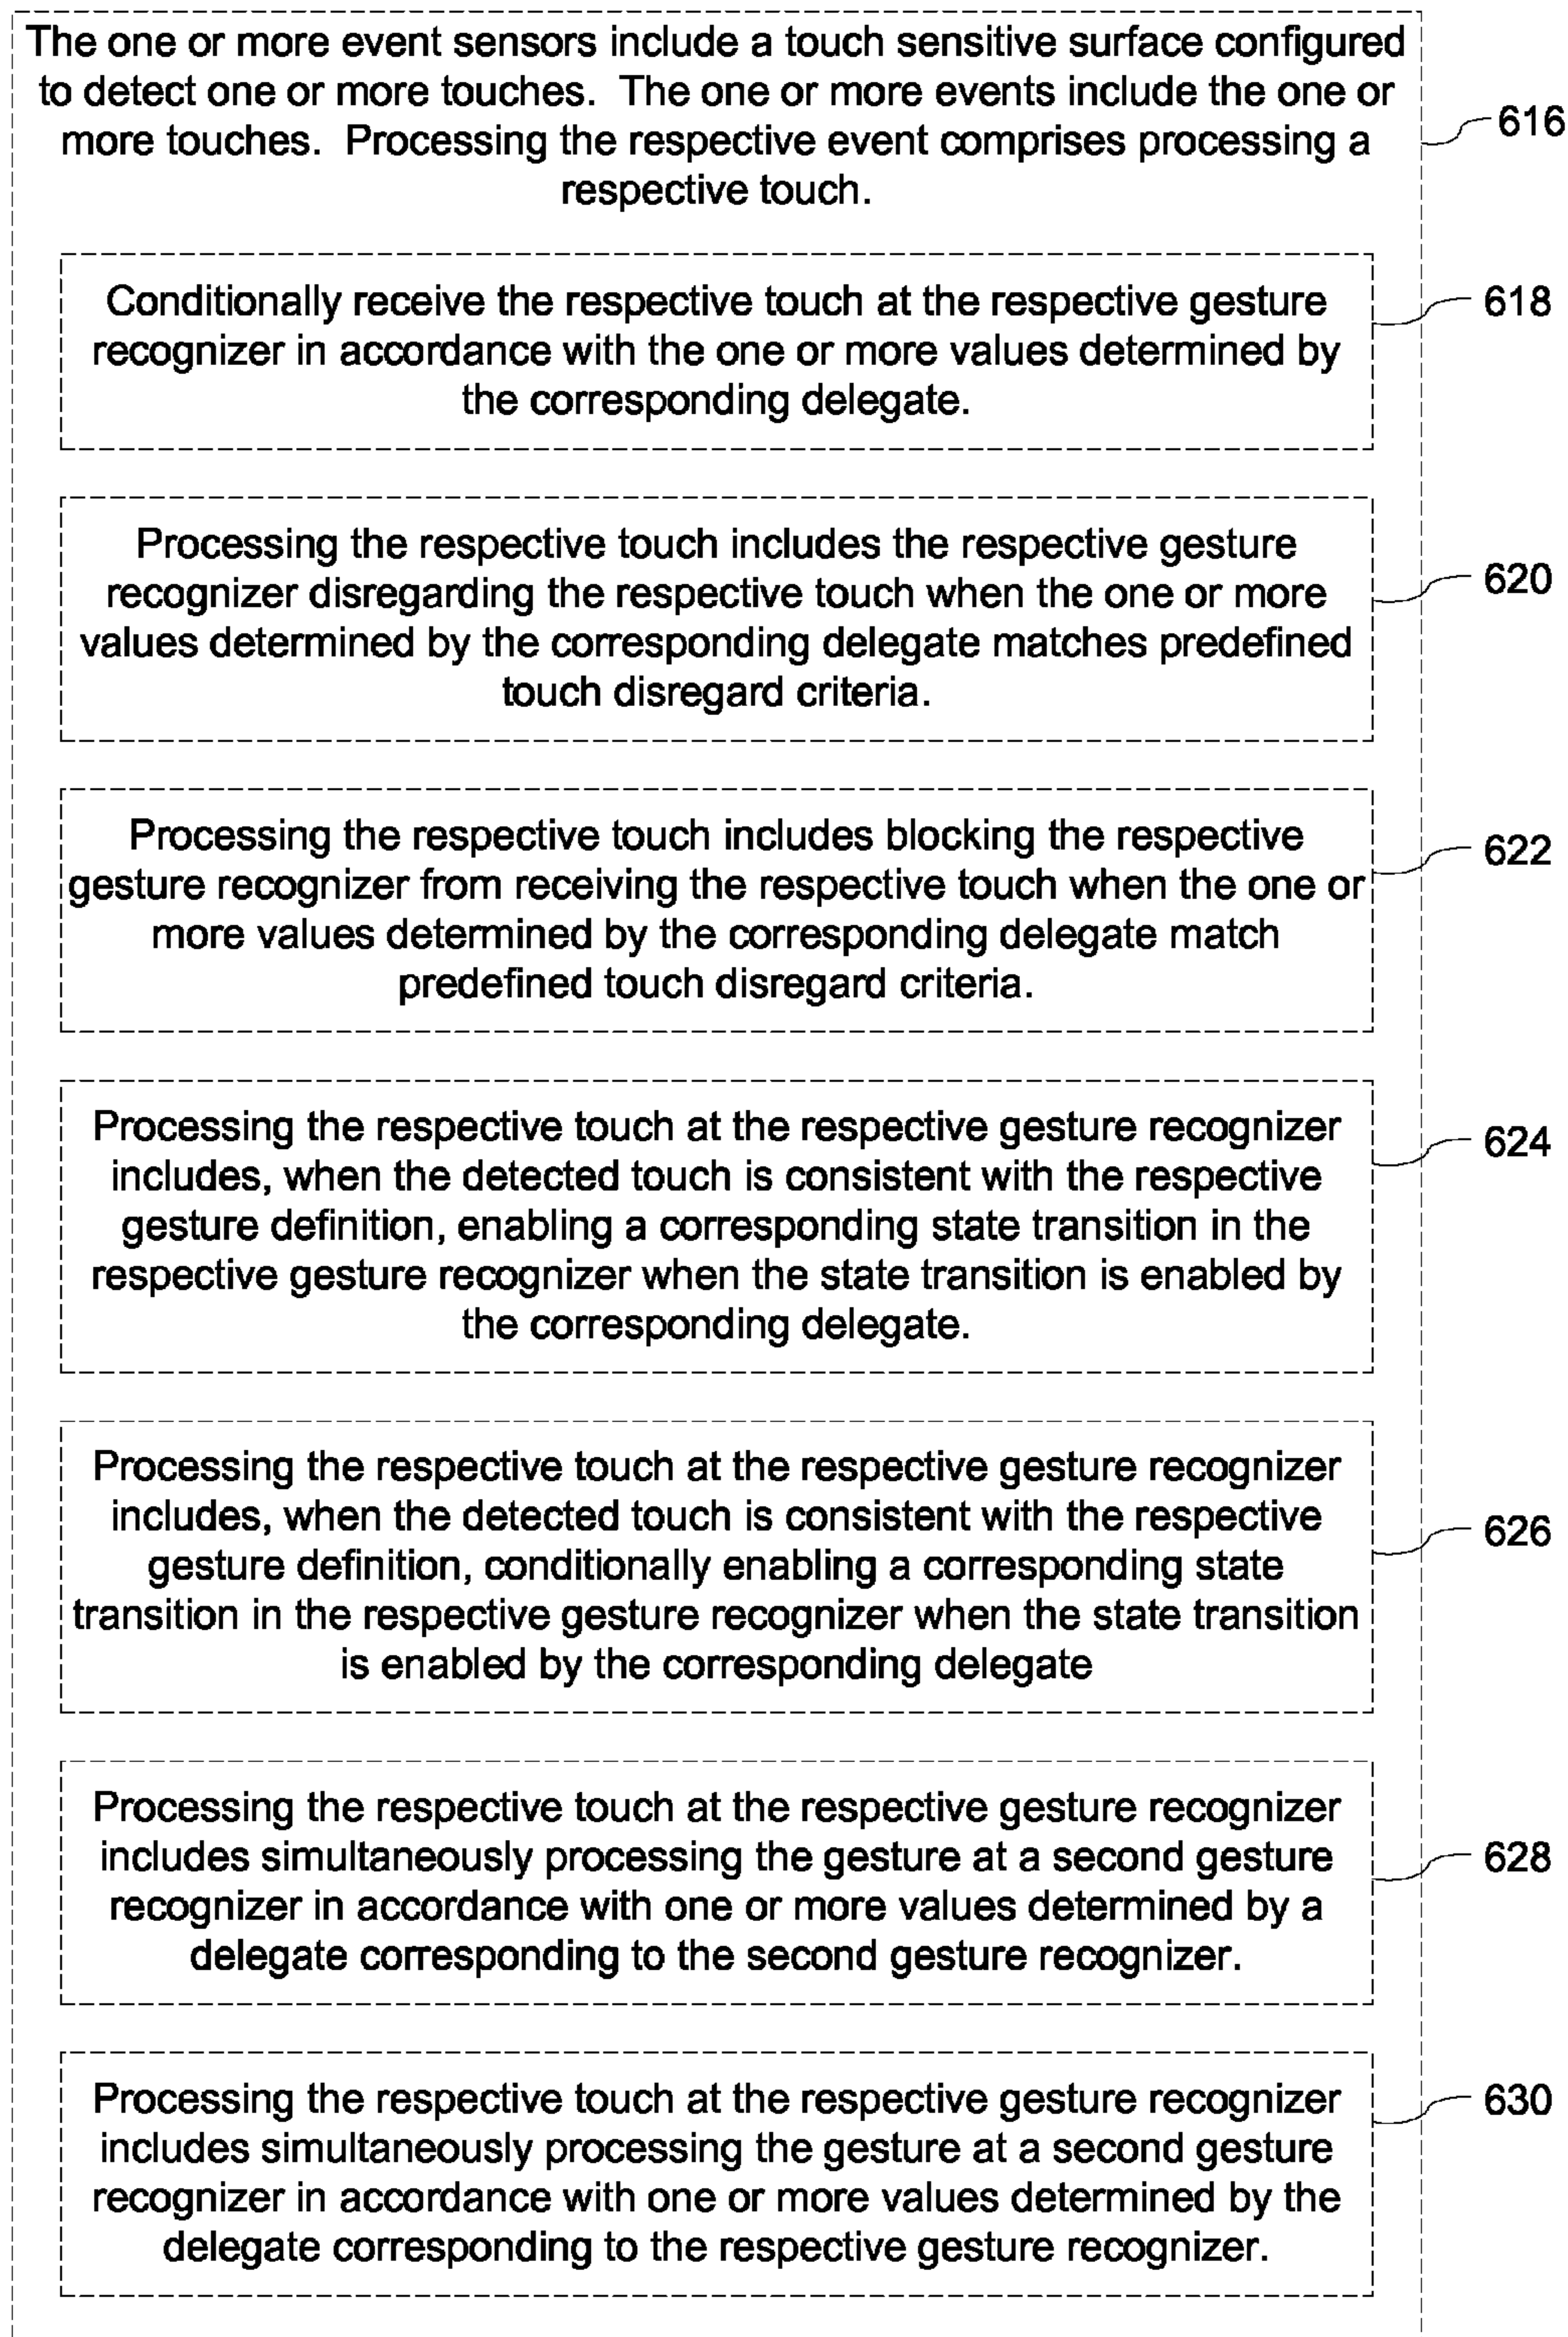 The one or more event sensors include a touch sensitive surface configured
to detect one or more touches. The one or more events include the one or
more touches. Processing the respective event comprises processing a
respective touch.
616
Conditionally receive the respective touch at the respective gesture
recognizer in accordance with the one or more values determined by
the corresponding delegate.
618
Processing the respective touch includes the respective gesture
recognizer disregarding the respective touch when the one or more
values determined by the corresponding delegate matches predefined
touch disregard criteria.
620
Processing the respective touch includes blocking the respective
gesture recognizer from receiving the respective touch when the one or
more values determined by the corresponding delegate match
predefined touch disregard criteria.
622
Processing the respective touch at the respective gesture recognizer
includes, when the detected touch is consistent with the respective
gesture definition, enabling a corresponding state transition in the
respective gesture recognizer when the state transition is enabled by
the corresponding delegate.
624
Processing the respective touch at the respective gesture recognizer
includes, when the detected touch is consistent with the respective
gesture definition, conditionally enabling a corresponding state
transition in the respective gesture recognizer when the state transition
is enabled by the corresponding delegate
626
Processing the respective touch at the respective gesture recognizer
includes simultaneously processing the gesture at a second gesture
recognizer in accordance with one or more values determined by a
delegate corresponding to the second gesture recognizer.
628
Processing the respective touch at the respective gesture recognizer
includes simultaneously processing the gesture at a second gesture
recognizer in accordance with one or more values determined by the
delegate corresponding to the respective gesture recognizer.
630